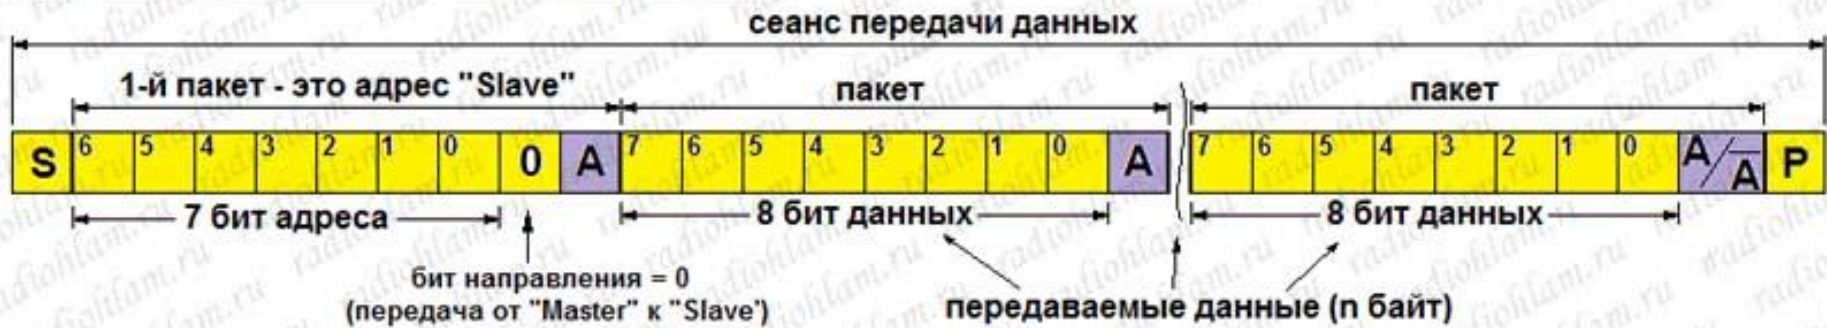 сеанс передачи данных
1-й пакет - это адрес "Slave" пакет пакет
S 6 5 4 3 2 1 0 0 A 7 6 5 4 3 2 1 0 A 7 6 5 4 3 2 1 0 A/A̅ P
7 бит адреса 8 бит данных 8 бит данных
бит направления = 0
(передача от "Master" к "Slave')
передаваемые данные (n байт)
radiohlam.ru